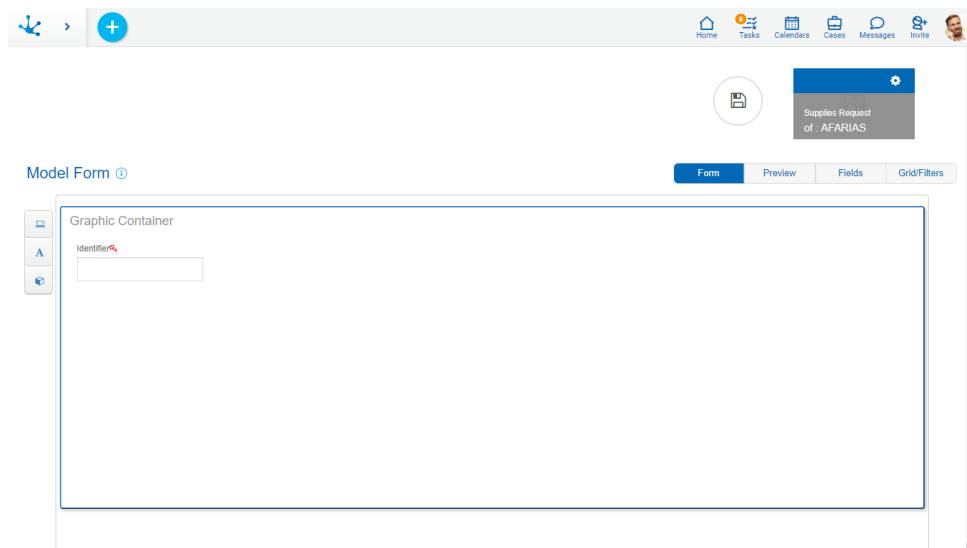 Home
8
Tasks
Calendars
Cases
Messages
Invite
Supplies Request
of : AFARIAS
Model Form
Form
Preview
Fields
Grid/Filters
Graphic Container
A
Identifier